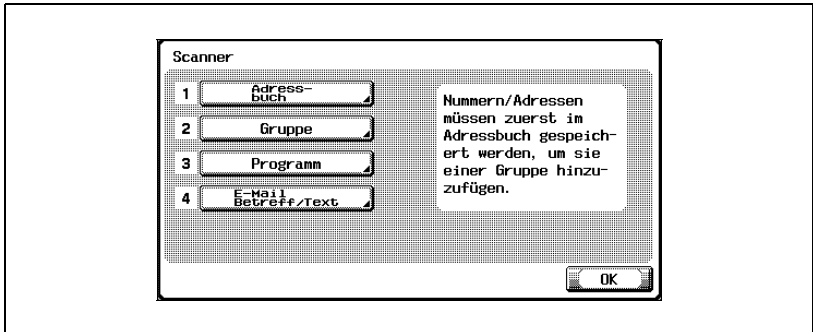 Scanner
1 Adress-
buch
2 Gruppe
3 Programm
4 E-Mail
Betreff/Text
Nummern/Adressen
müssen zuerst im
Adressbuch gespeich-
ert werden, um sie
einer Gruppe hinzu-
zufügen.
OK